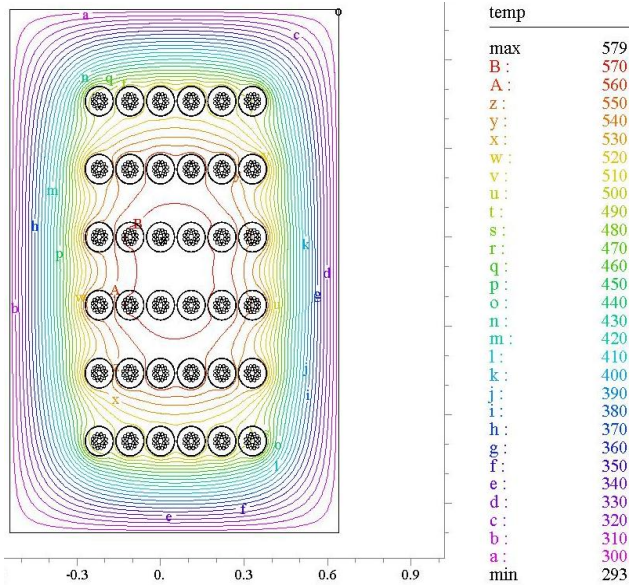 temp
max 579
B : 570
A : 560
z : 550
y : 540
x : 530
w : 520
v : 510
u : 500
t : 490
s : 480
r : 470
q : 460
p : 450
o : 440
n : 430
m : 420
l : 410
k : 400
j : 390
i : 380
h : 370
g : 360
f : 350
e : 340
d : 330
c : 320
b : 310
a : 300
min 293
o
a
c
n q r
m
h B k
p d
w A g u
b
j
x i
o
l
f
e
-0.3 0. 0.3 0.6 0.9